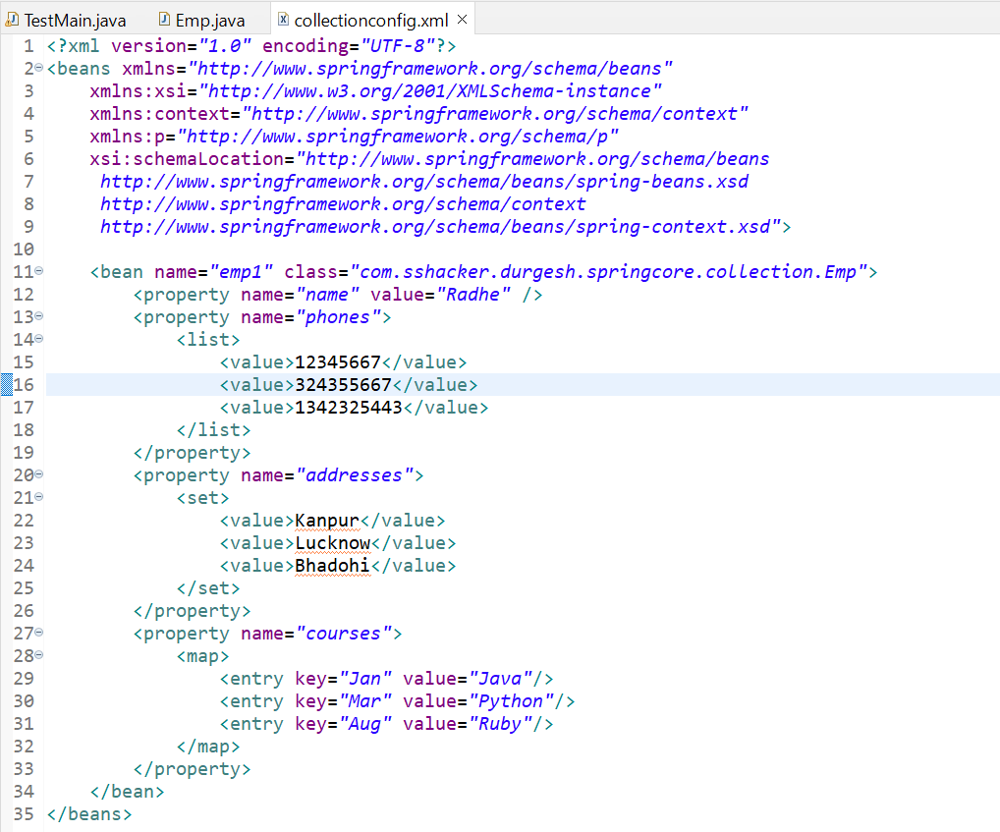 TestMain.java Emp.java collectionconfig.xml
1 <?xml version="1.0" encoding="UTF-8"?>
2 <beans xmlns="http://www.springframework.org/schema/beans"
3     xmlns:xsi="http://www.w3.org/2001/XMLSchema-instance"
4     xmlns:context="http://www.springframework.org/schema/context"
5     xmlns:p="http://www.springframework.org/schema/p"
6     xsi:schemaLocation="http://www.springframework.org/schema/beans
7      http://www.springframework.org/schema/beans/spring-beans.xsd
8      http://www.springframework.org/schema/context
9      http://www.springframework.org/schema/beans/spring-context.xsd">
10
11     <bean name="emp1" class="com.sshacker.durgesh.springcore.collection.Emp">
12         <property name="name" value="Radhe" />
13         <property name="phones">
14             <list>
15                 <value>12345667</value>
16                 <value>324355667</value>
17                 <value>1342325443</value>
18             </list>
19         </property>
20         <property name="addresses">
21             <set>
22                 <value>Kanpur</value>
23                 <value>Lucknow</value>
24                 <value>Bhadohi</value>
25             </set>
26         </property>
27         <property name="courses">
28             <map>
29                 <entry key="Jan" value="Java"/>
30                 <entry key="Mar" value="Python"/>
31                 <entry key="Aug" value="Ruby"/>
32             </map>
33         </property>
34     </bean>
35 </beans>